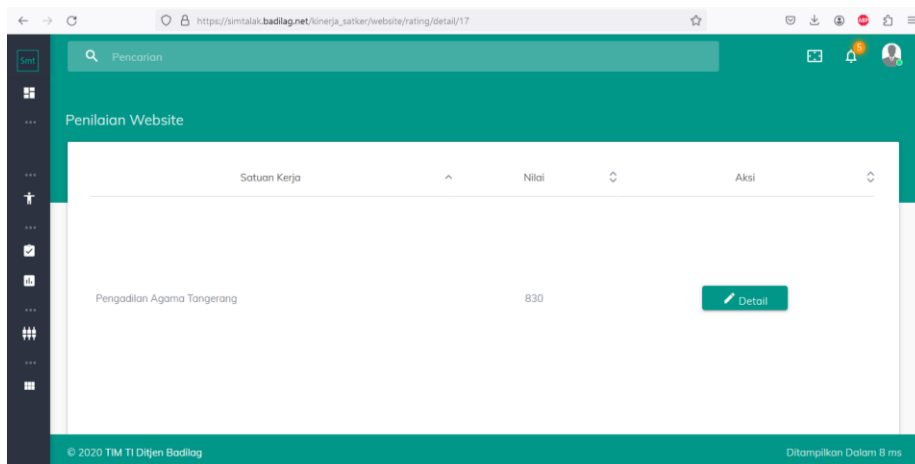 https://simtalak.badilag.net/kinerja_satker/website/rating/detail/17
Smt
Pencarian
5
Penilaian Website
Satuan Kerja Nilai Aksi
Pengadilan Agama Tangerang 830 Detail
© 2020 TIM TI Ditjen Badilag Ditampilkan Dalam 8 ms